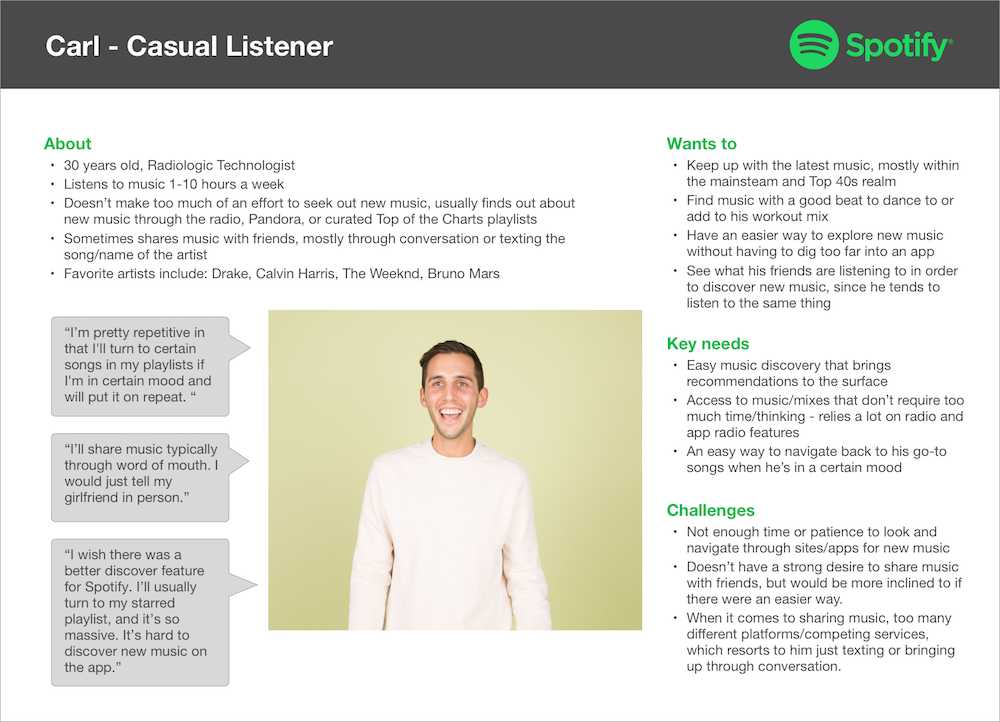 Carl - Casual Listener
Spotify®
About
• 30 years old, Radiologic Technologist
• Listens to music 1-10 hours a week
• Doesn’t make too much of an effort to seek out new music, usually finds out about
new music through the radio, Pandora, or curated Top of the Charts playlists
• Sometimes shares music with friends, mostly through conversation or texting the
song/name of the artist
• Favorite artists include: Drake, Calvin Harris, The Weeknd, Bruno Mars
“I’m pretty repetitive in
that I'll turn to certain
songs in my playlists if
I'm in certain mood and
will put it on repeat. “
“I’ll share music typically
through word of mouth. I
would just tell my
girlfriend in person.”
“I wish there was a
better discover feature
for Spotify. I’ll usually
turn to my starred
playlist, and it’s so
massive. It’s hard to
discover new music on
the app.”
Wants to
• Keep up with the latest music, mostly within
the mainsteam and Top 40s realm
• Find music with a good beat to dance to or
add to his workout mix
• Have an easier way to explore new music
without having to dig too far into an app
• See what his friends are listening to in order
to discover new music, since he tends to
listen to the same thing
Key needs
• Easy music discovery that brings
recommendations to the surface
• Access to music/mixes that don’t require too
much time/thinking - relies a lot on radio and
app radio features
• An easy way to navigate back to his go-to
songs when he’s in a certain mood
Challenges
• Not enough time or patience to look and
navigate through sites/apps for new music
• Doesn’t have a strong desire to share music
with friends, but would be more inclined to if
there were an easier way.
• When it comes to sharing music, too many
different platforms/competing services,
which resorts to him just texting or bringing
up through conversation.